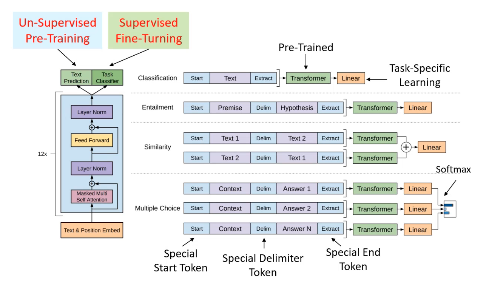 Un-Supervised
Pre-Training
Supervised
Fine-Turning
Text
Prediction
Task
Classifier
12x
Layer Norm
Feed Forward
Layer Norm
Masked Multi
Self Attention
Text & Position Embed
Pre-Trained
Classification
Start Text Extract Transformer Linear
Task-Specific
Learning
Entailment
Start Premise Delim Hypothesis Extract Transformer Linear
Similarity
Start Text 1 Delim Text 2 Extract Transformer
Linear
Start Text 2 Delim Text 1 Extract Transformer
Softmax
Multiple Choice
Start Context Delim Answer 1 Extract Transformer Linear
Start Context Delim Answer 2 Extract Transformer Linear
Start Context Delim Answer N Extract Transformer Linear
Special
Start Token
Special Delimiter
Token
Special End
Token